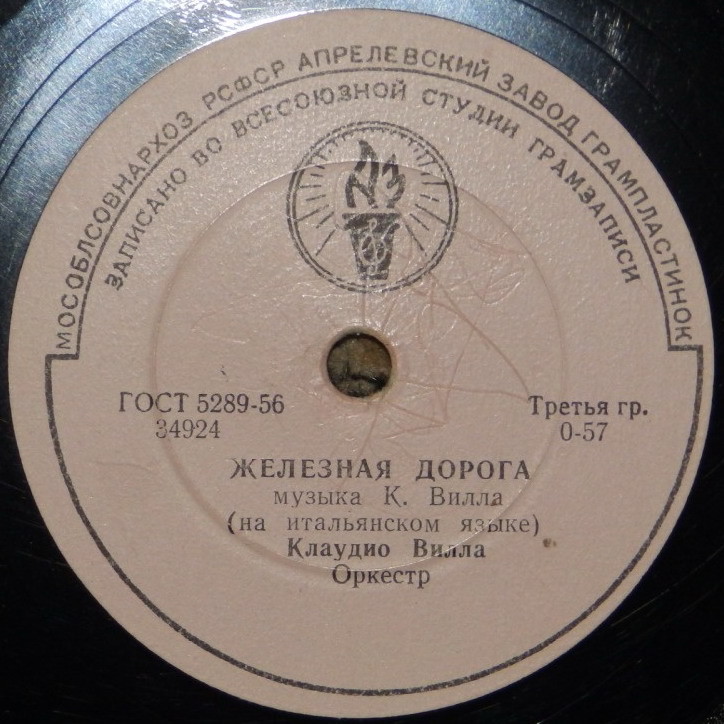 МОСОБЛСОВНАРХОЗ РСФСР АПРЕЛЕВСКИЙ ЗАВОД ГРАМПЛАСТИНОК
ЗАПИСАНО ВО ВСЕСОЮЗНОЙ СТУДИИ ГРАМЗАПИСИ
ГОСТ 5289-56
34924
Третья гр.
0-57
ЖЕЛЕЗНАЯ ДОРОГА
музыка К. Вилла
(на итальянском языке)
Клаудио Вилла
Оркестр